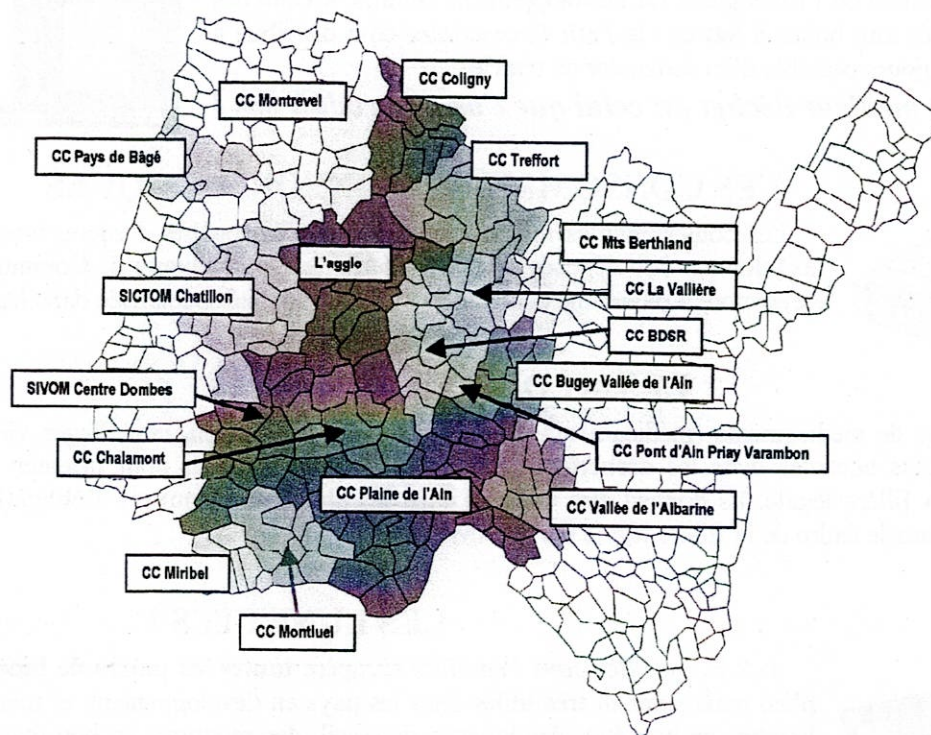 CC Coligny
CC Montrevel
CC Pays de Bâgé
CC Treffort
CC Mts Berthland
L'agglo
CC La Vallière
SICTOM Chatillon
CC BDSR
SIVOM Centre Dombes
CC Bugey Vallée de l'Ain
CC Chalamont
CC Pont d'Ain Priay Varambon
CC Plaine de l'Ain
CC Vallée de l'Albarine
CC Miribel
CC Montluel